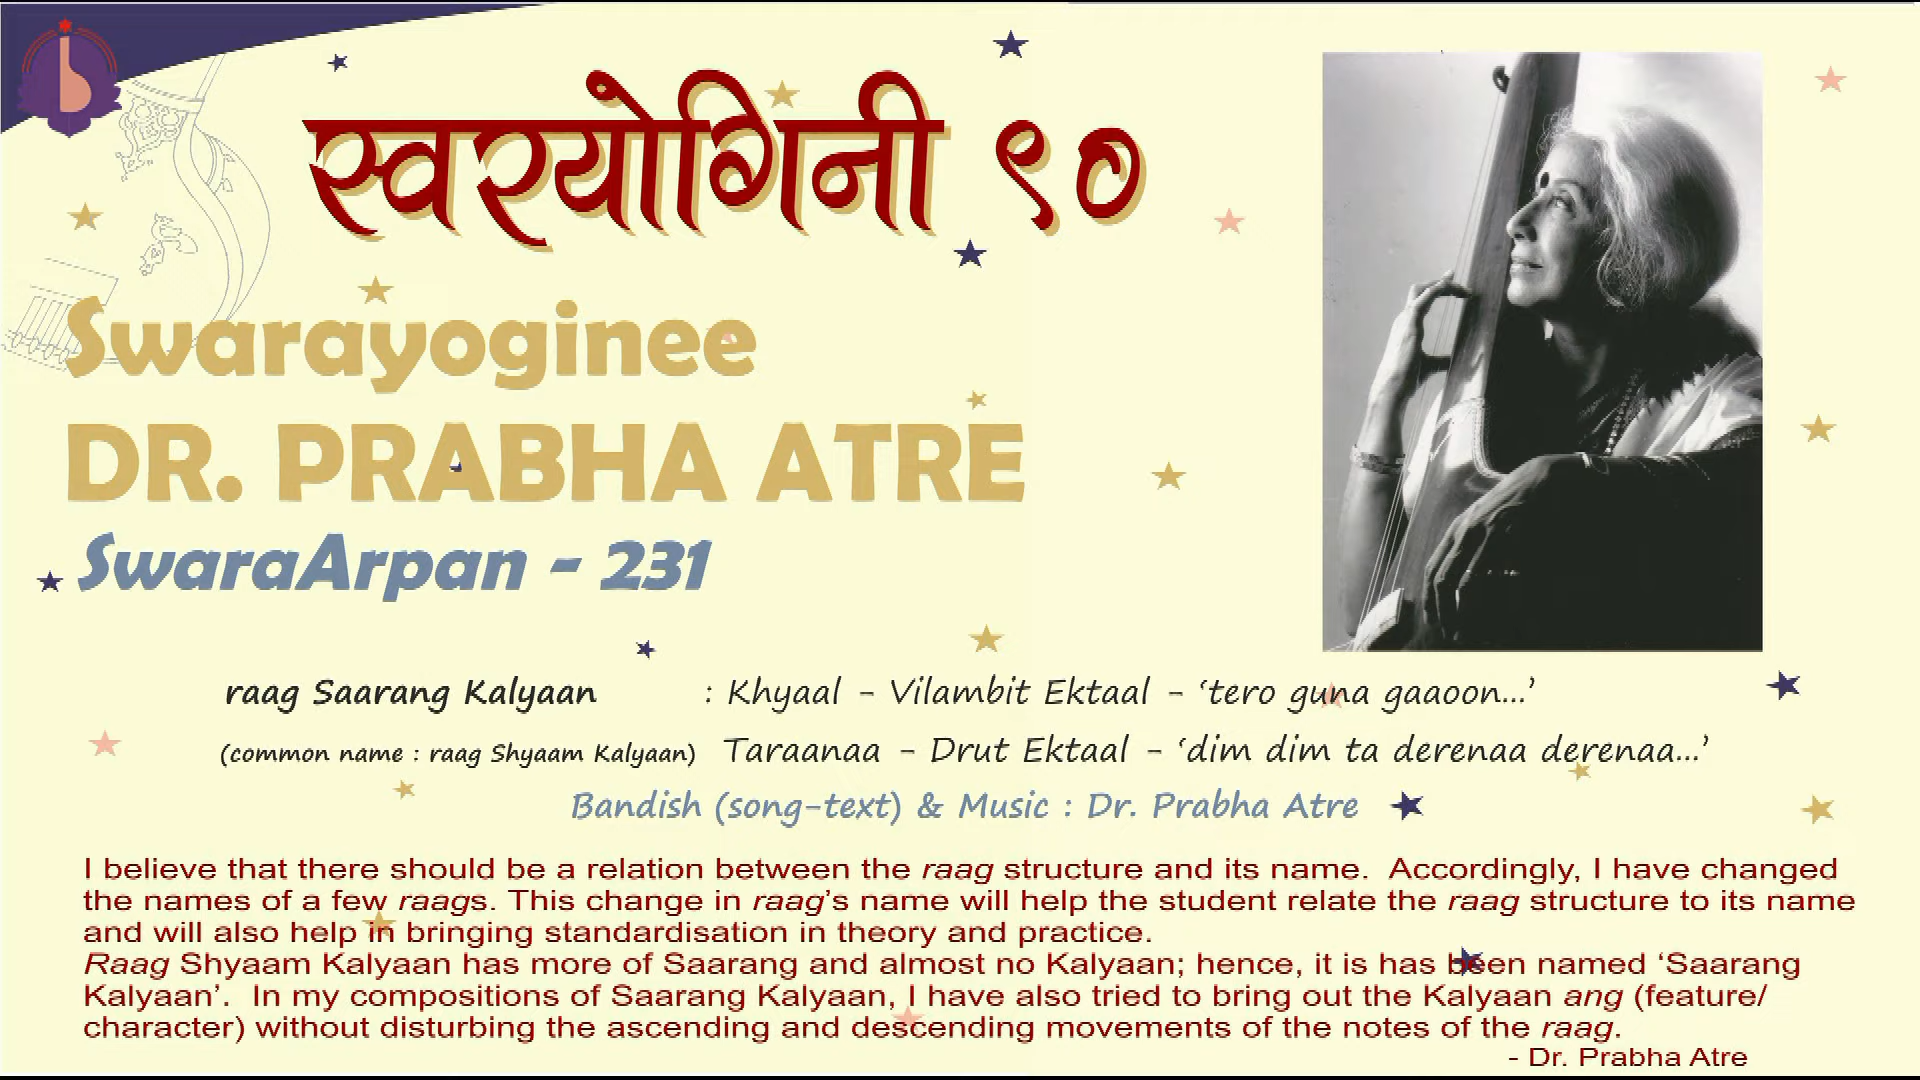 स्वरयोगिनी ९०
Swarayoginee
DR. PRABHA ATRE
SwaraArpan - 231
raag Saarang Kalyaan : Khyaal - Vilambit Ektaal - ‘tero guna gaaoon...’
(common name : raag Shyaam Kalyaan) Taraanaa - Drut Ektaal - ‘dim dim ta derenaa derenaa...’
Bandish (song-text) & Music : Dr. Prabha Atre
I believe that there should be a relation between the raag structure and its name. Accordingly, I have changed
the names of a few raags. This change in raag’s name will help the student relate the raag structure to its name
and will also help in bringing standardisation in theory and practice.
Raag Shyaam Kalyaan has more of Saarang and almost no Kalyaan; hence, it is has been named ‘Saarang
Kalyaan’. In my compositions of Saarang Kalyaan, I have also tried to bring out the Kalyaan ang (feature/
character) without disturbing the ascending and descending movements of the notes of the raag.
- Dr. Prabha Atre